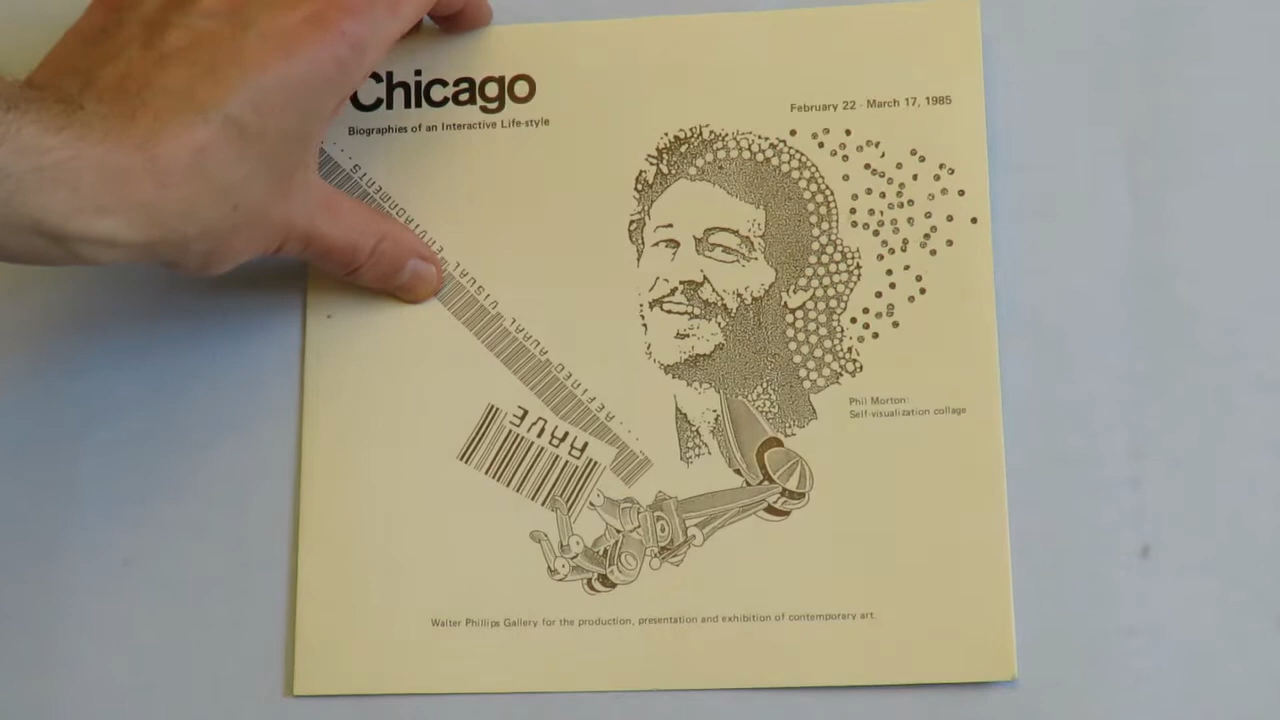 Chicago
Biographies of an Interactive Life-style
February 22 - March 17, 1985
....REFINED AURAL VISUAL ENVIRONMENTS....
RAVE
Phil Morton:
Self-visualization collage
Walter Phillips Gallery for the production, presentation and exhibition of contemporary art.